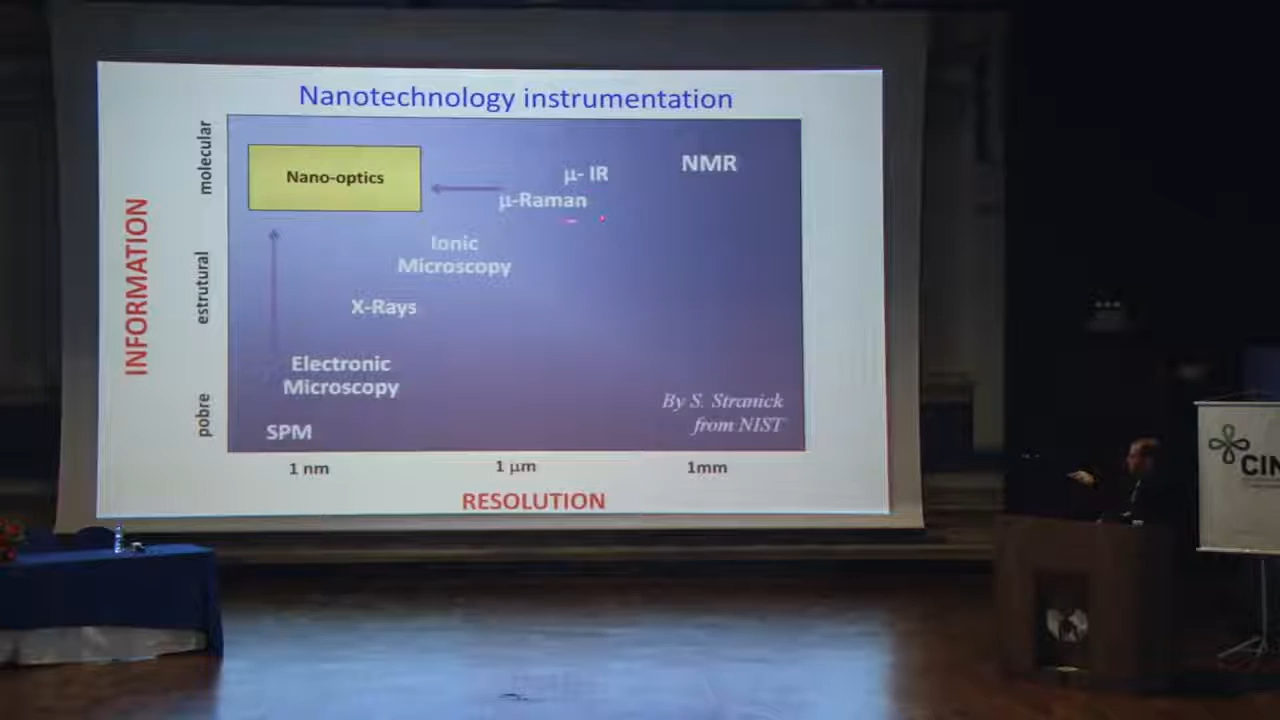 Nanotechnology instrumentation
INFORMATION
molecular
estrutural
pobre
Nano-optics
μ- IR
NMR
μ-Raman
Ionic
Microscopy
X-Rays
Electronic
Microscopy
SPM
By S. Stranick
from NIST
1 nm
1 μm
1mm
RESOLUTION
CIN